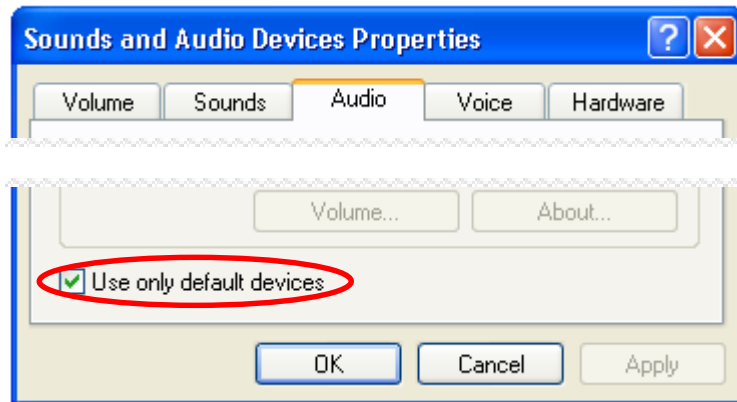 Sounds and Audio Devices Properties
Volume Sounds Audio Voice Hardware
Volume... About...
Use only default devices
OK Cancel Apply